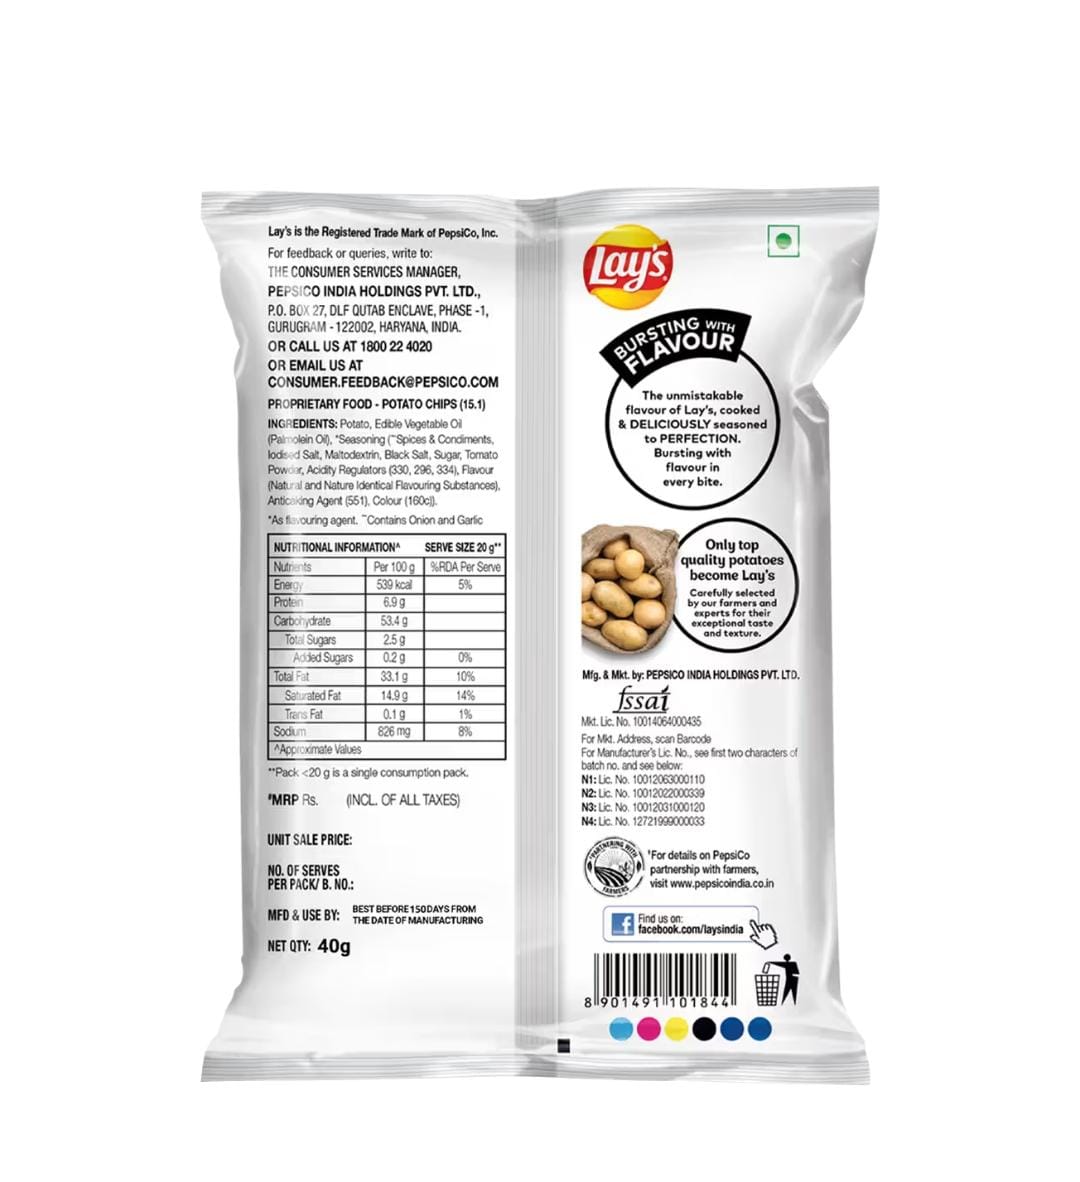 Lay's is the Registered Trade Mark of PepsiCo, Inc.
For feedback or queries, write to:
THE CONSUMER SERVICES MANAGER,
PEPSICO INDIA HOLDINGS PVT. LTD.,
P.O. BOX 27, DLF QUTAB ENCLAVE, PHASE -1,
GURUGRAM - 122002, HARYANA, INDIA.
OR CALL US AT 1800 22 4020
OR EMAIL US AT
CONSUMER.FEEDBACK@PEPSICO.COM
PROPRIETARY FOOD - POTATO CHIPS (15.1)
INGREDIENTS: Potato, Edible Vegetable Oil
(Palmolein Oil), *Seasoning (~Spices & Condiments,
Iodised Salt, Maltodextrin, Black Salt, Sugar, Tomato
Powder, Acidity Regulators (330, 296, 334), Flavour
(Natural and Nature Identical Flavouring Substances),
Anticaking Agent (551), Colour (160c)).
*As flavouring agent. ~Contains Onion and Garlic
NUTRITIONAL INFORMATION^ SERVE SIZE 20 g**
Nutrients Per 100 g %RDA Per Serve
Energy 539 kcal 5%
Protein 6.9 g
Carbohydrate 53.4 g
Total Sugars 2.5 g
Added Sugars 0.2 g 0%
Total Fat 33.1 g 10%
Saturated Fat 14.9 g 14%
Trans Fat 0.1 g 1%
Sodium 826 mg 8%
^Approximate Values
**Pack <20 g is a single consumption pack.
#MRP Rs. (INCL. OF ALL TAXES)
UNIT SALE PRICE:
NO. OF SERVES
PER PACK/ B. NO.:
MFD & USE BY: BEST BEFORE 150DAYS FROM
THE DATE OF MANUFACTURING
NET QTY: 40g
Lay's
BURSTING WITH
FLAVOUR
The unmistakable
flavour of Lay's, cooked
& DELICIOUSLY seasoned
to PERFECTION.
Bursting with
flavour in
every bite.
Only top
quality potatoes
become Lay's
Carefully selected
by our farmers and
experts for their
exceptional taste
and texture.
Mfg. & Mkt. by: PEPSICO INDIA HOLDINGS PVT. LTD.
fssai
Mkt. Lic. No. 10014064000435
For Mkt. Address, scan Barcode
For Manufacturer's Lic. No., see first two characters of
batch no. and see below:
N1: Lic. No. 10012063000110
N2: Lic. No. 10012022000339
N3: Lic. No. 10012031000120
N4: Lic. No. 12721999000033
PARTNERING WITH
FARMERS
!For details on PepsiCo
partnership with farmers,
visit www.pepsicoindia.co.in
f
Find us on:
facebook.com/laysindia
8 901491 101844